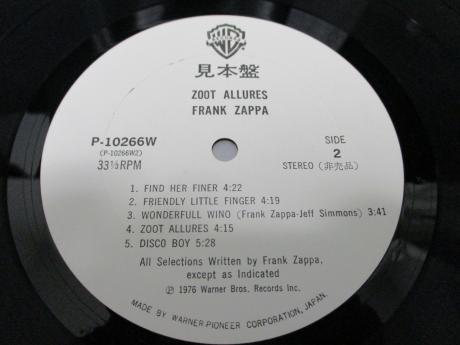 見本盤
ZOOT ALLURES
FRANK ZAPPA
P-10266W
(P-10266W2)
33⅓RPM
SIDE
2
STEREO (非売品)
1. FIND HER FINER 4:22
2. FRIENDLY LITTLE FINGER 4:19
3. WONDERFULL WINO (Frank Zappa-Jeff Simmons) 3:41
4. ZOOT ALLURES 4:15
5. DISCO BOY 5:28
All Selections Written by Frank Zappa,
except as Indicated
℗ 1976 Warner Bros. Records Inc.
MADE BY WARNER-PIONEER CORPORATION, JAPAN.